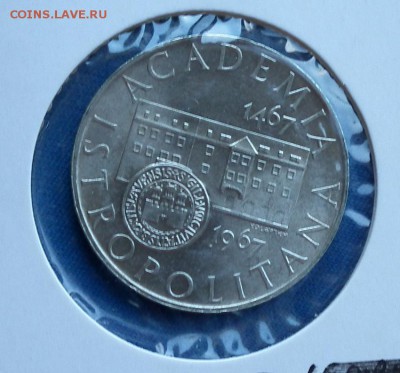 COINS.LAVE.RU
ACADEMIA
ISTROPOLITANA
1467
1967